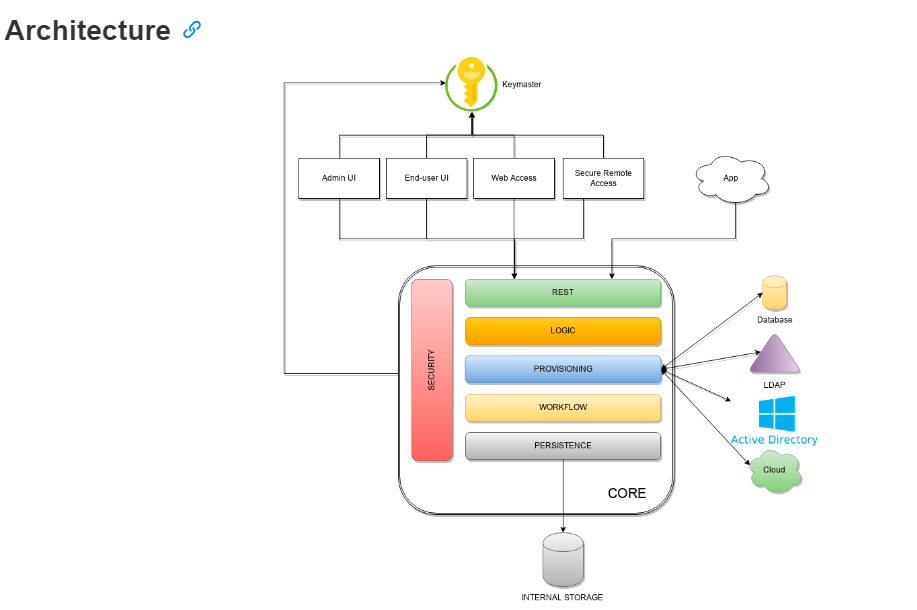 Architecture
Keymaster
Admin UI
End-user UI
Web Access
Secure Remote
Access
App
REST
LOGIC
PROVISIONING
WORKFLOW
PERSISTENCE
SECURITY
CORE
Database
LDAP
Active Directory
Cloud
INTERNAL STORAGE